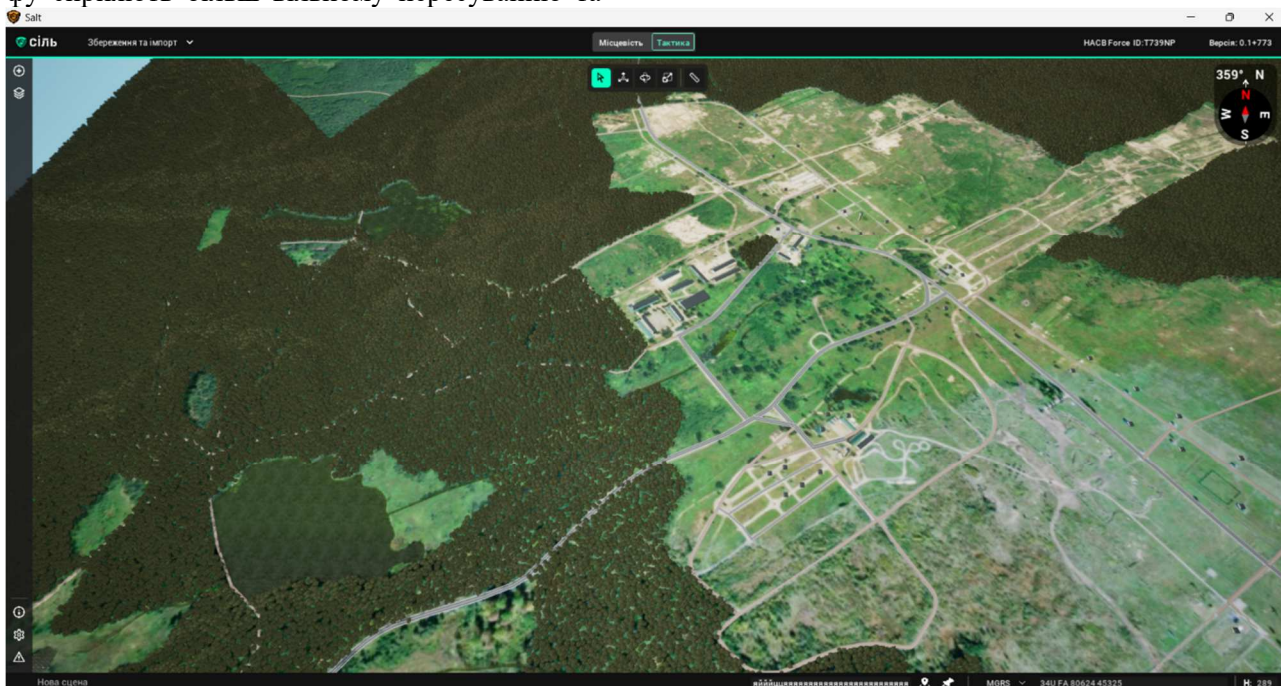 Salt
СІЛЬ
Збереження та імпорт
Місцевість Тактика
НАСВ Force ID:T739NP
Версія: 0.1+773
359° N
N
W E
S
Нова сцена
MGRS
34U FA 80624 45325
H: 289